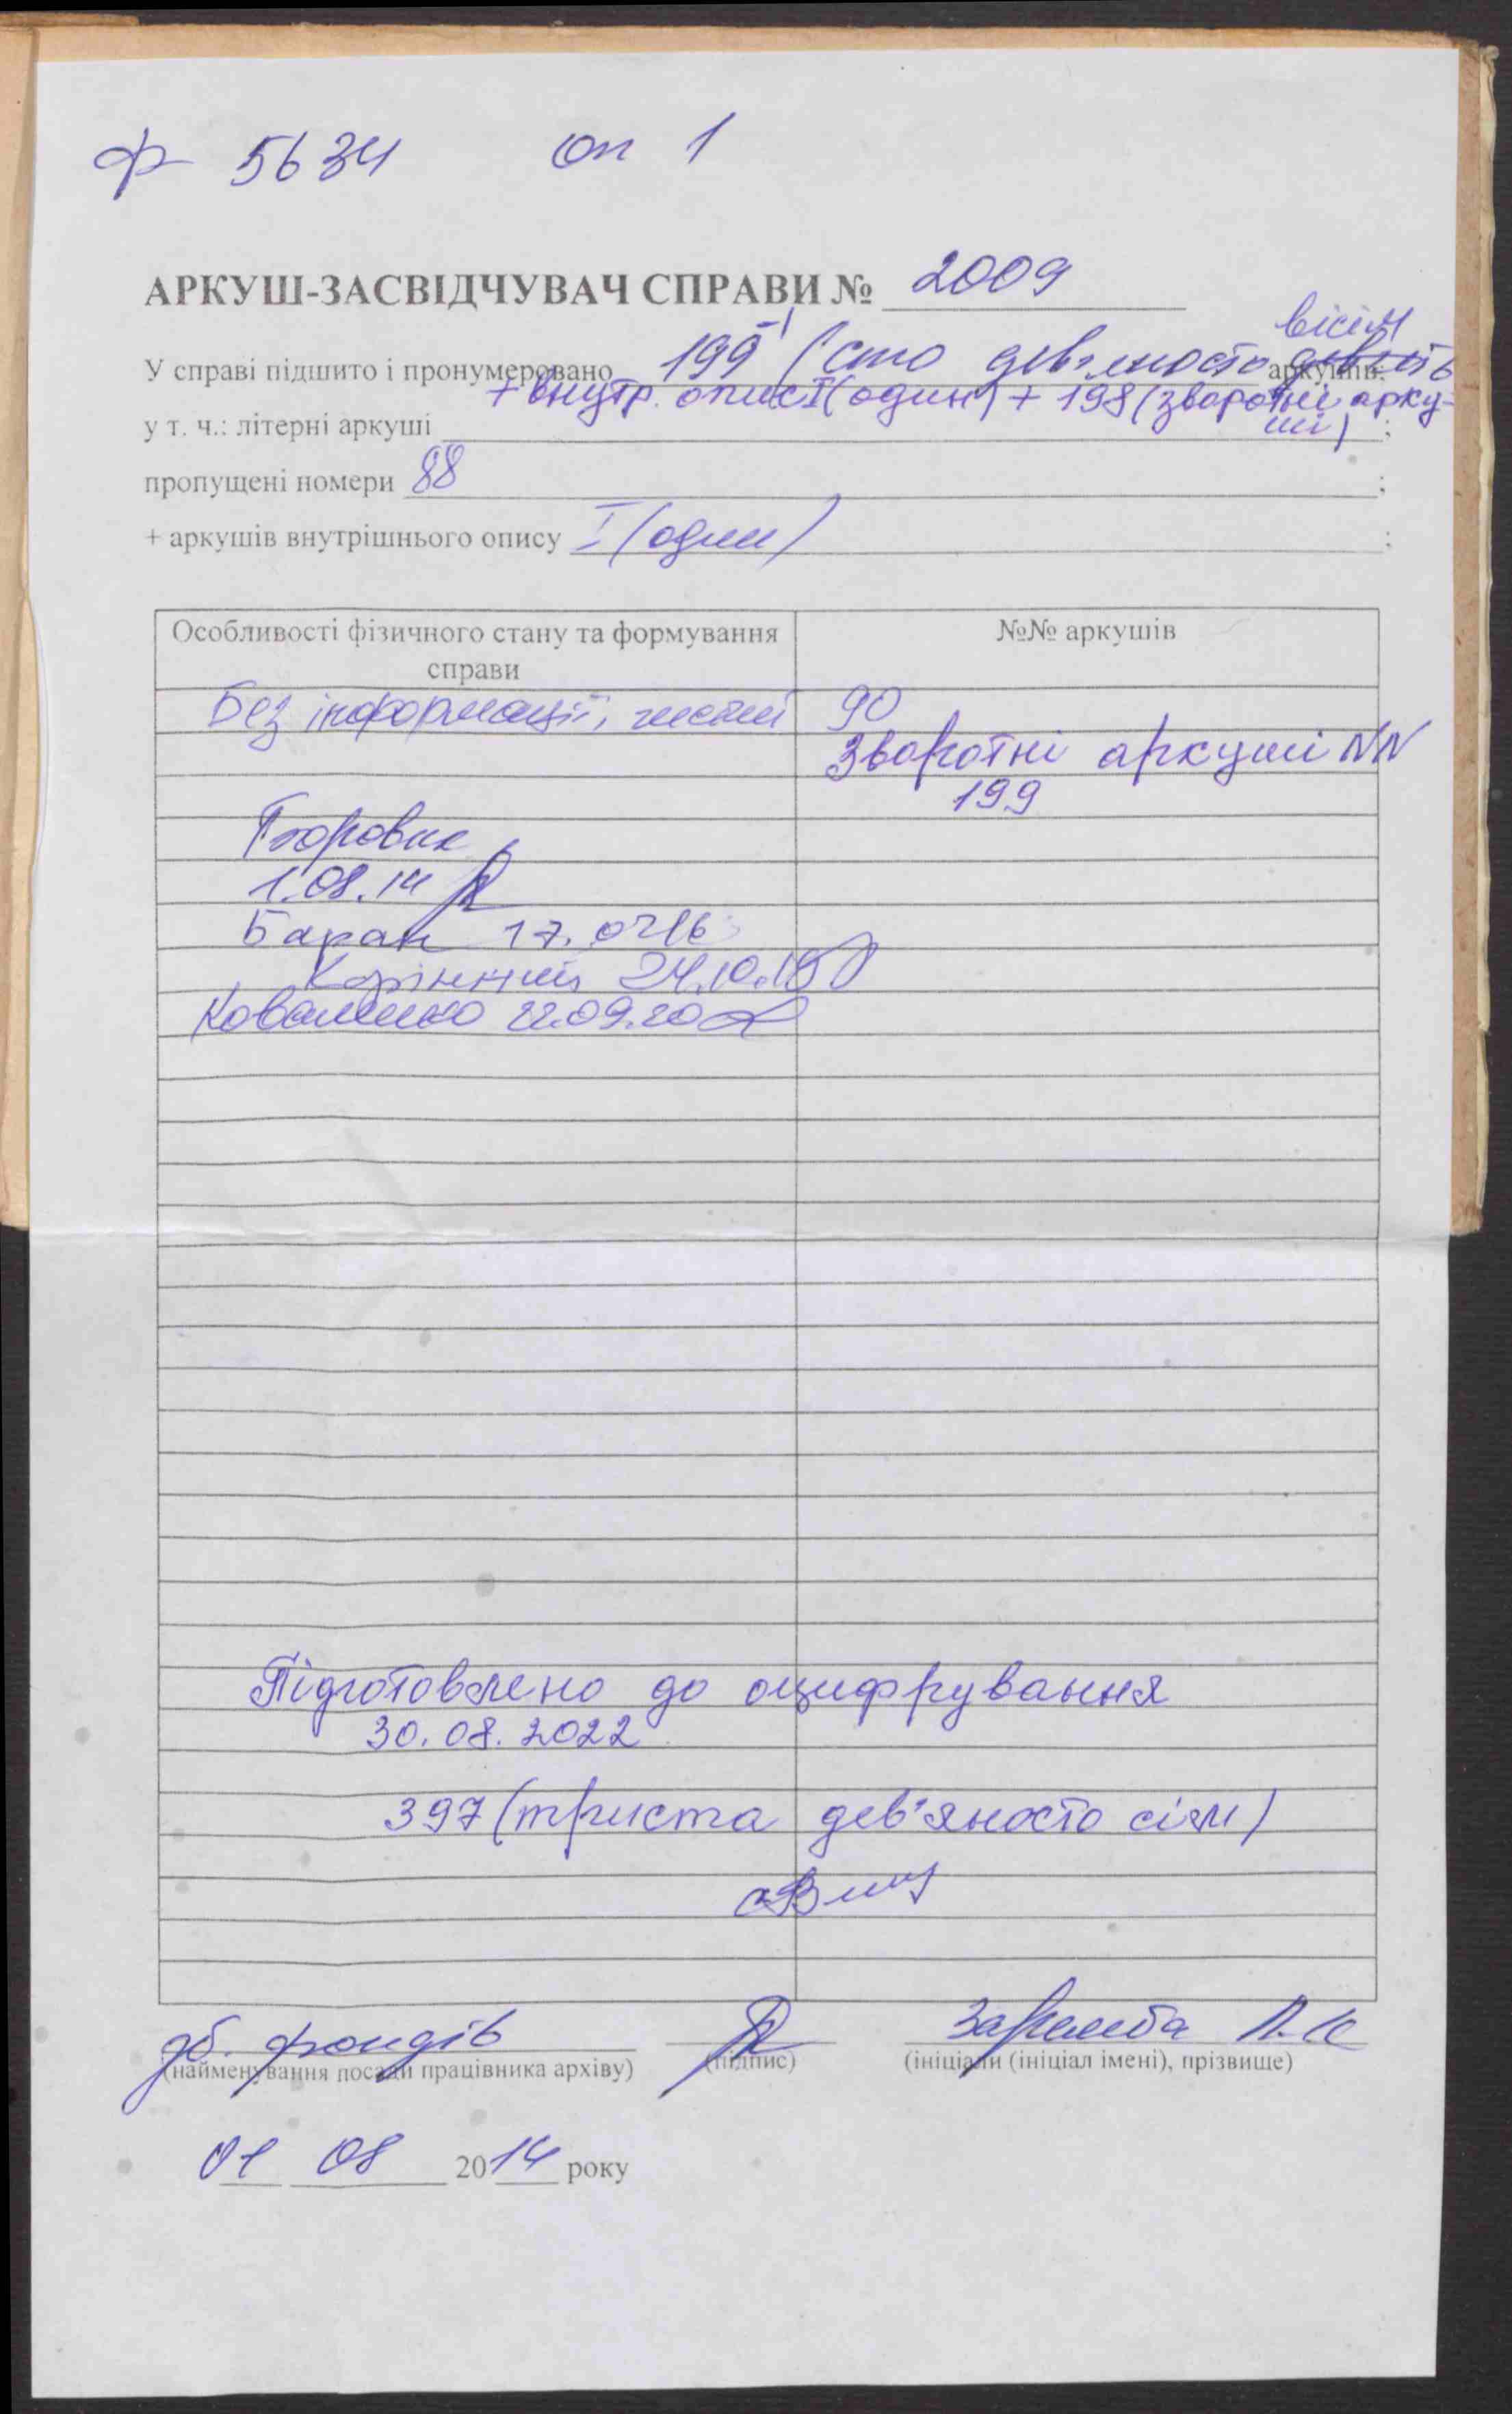 ф 5634 оп 1
АРКУШ-ЗАСВІДЧУВАЧ СПРАВИ № 2009
вісім
У справі підшито і пронумеровано 199 -1 (сто дев'яносто дев'ять аркушів;
+ внутр. опис I (один) + 198 (зворотні арку-
у т. ч.: літерні аркуші ші) ;
пропущені номери 88 ;
+ аркушів внутрішнього опису I (один) ;
Особливості фізичного стану та формування справи
№№ аркушів
Без інформації, чисті 90
Зворотні аркуші NN
199
1.08.14
Баран 17.0216
24.10.19
Коваленко 22.09.20
Підготовлено до оцифрування
30.08.2022
397 (триста дев'яносто сім)
зб. фондів
(найменування посади працівника архіву) (підпис) (ініціали (ініціал імені), прізвище)
01 08 2014 року